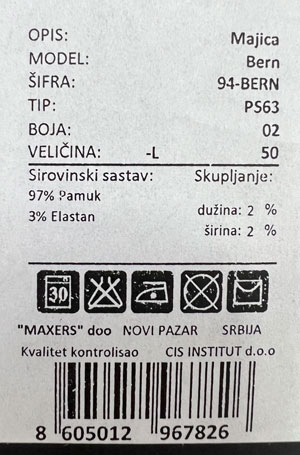 OPIS: Majica
MODEL: Bern
ŠIFRA: 94-BERN
TIP: PS63
BOJA: 02
VELIČINA: -L 50
Sirovinski sastav: Skupljanje:
97% Pamuk
3% Elastan
dužina: 2 %
širina: 2 %
30
"MAXERS" doo NOVI PAZAR SRBIJA
Kvalitet kontrolisao CIS INSTITUT d.o.o
8 605012 967826